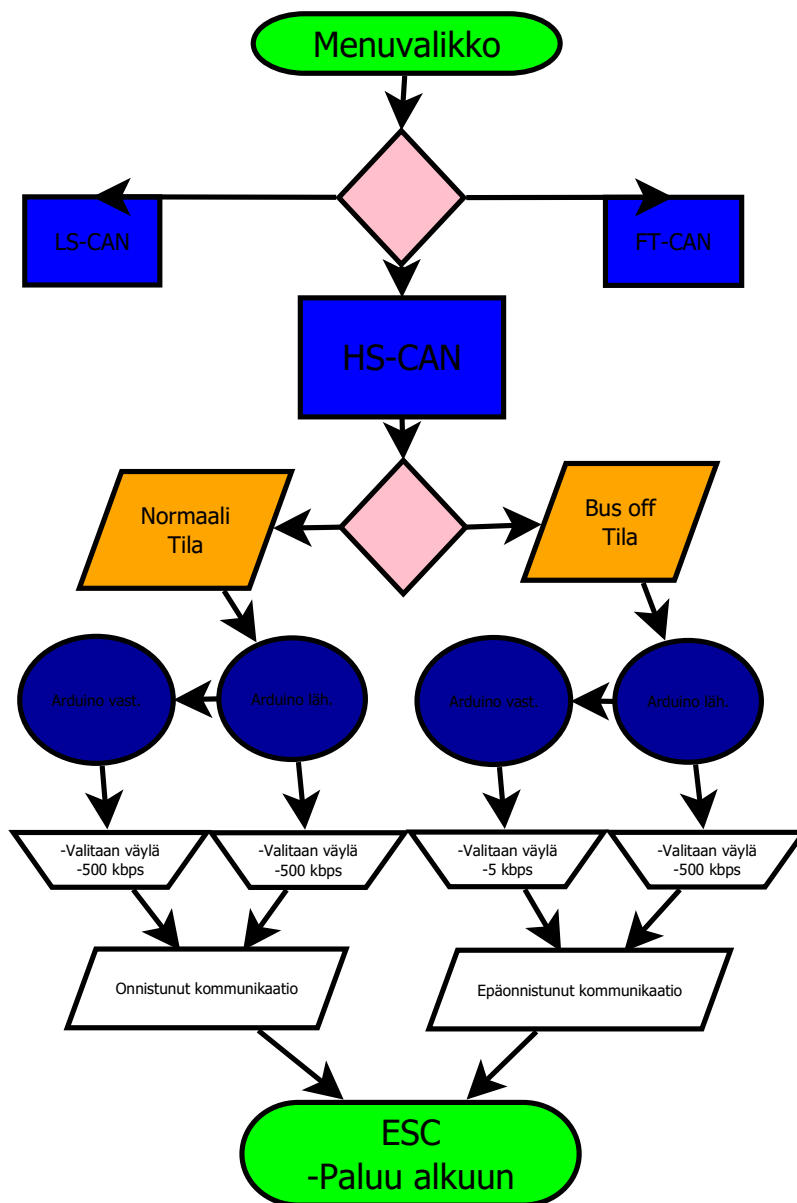 Menuvalikko
LS-CAN
FT-CAN
HS-CAN
Normaali
Tila
Bus off
Tila
Arduino vast.
Arduino läh.
Arduino vast.
Arduino läh.
-Valitaan väylä
-500 kbps
-Valitaan väylä
-500 kbps
-Valitaan väylä
-5 kbps
-Valitaan väylä
-500 kbps
Onnistunut kommunikaatio
Epäonnistunut kommunikaatio
ESC
-Paluu alkuun